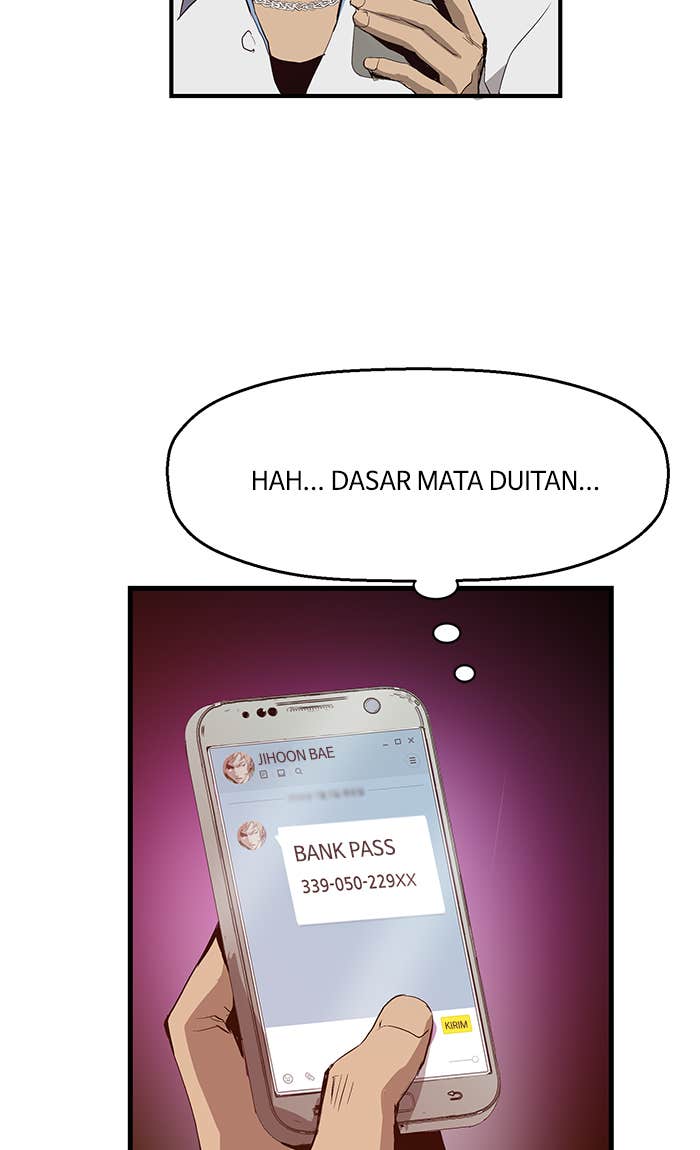 HAH... DASAR MATA DUITAN...
JIHOON BAE
BANK PASS
339-050-229XX
KIRIM